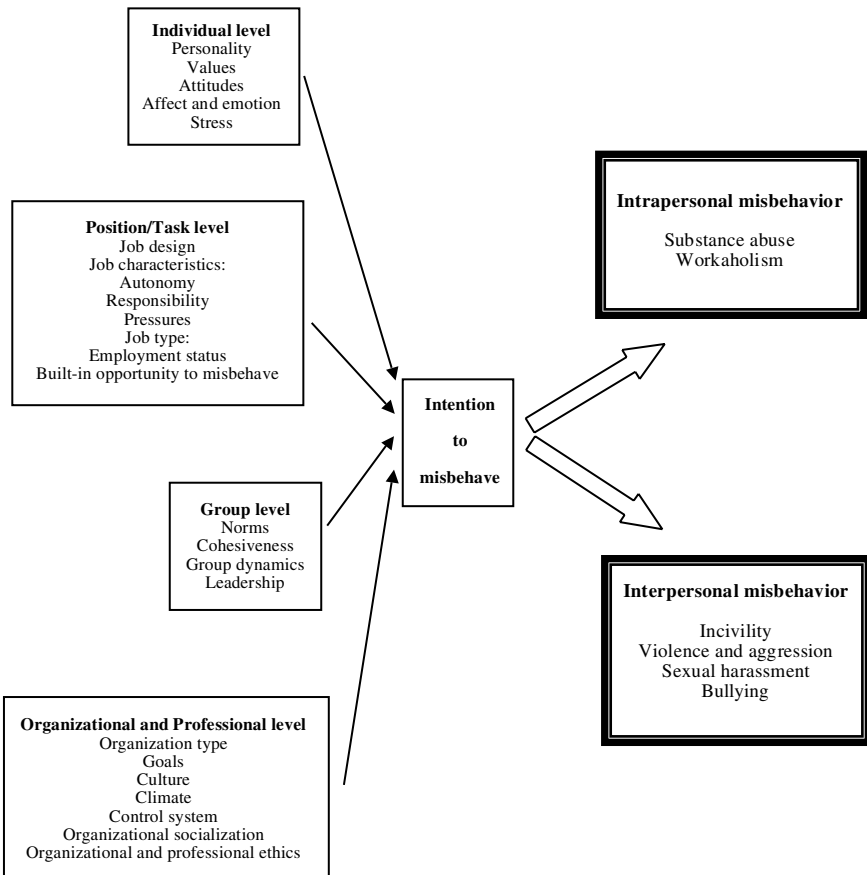 Individual level
Personality
Values
Attitudes
Affect and emotion
Stress
Position/Task level
Job design
Job characteristics:
Autonomy
Responsibility
Pressures
Job type:
Employment status
Built-in opportunity to misbehave
Group level
Norms
Cohesiveness
Group dynamics
Leadership
Organizational and Professional level
Organization type
Goals
Culture
Climate
Control system
Organizational socialization
Organizational and professional ethics
Intention
to
misbehave
Intrapersonal misbehavior
Substance abuse
Workaholism
Interpersonal misbehavior
Incivility
Violence and aggression
Sexual harassment
Bullying